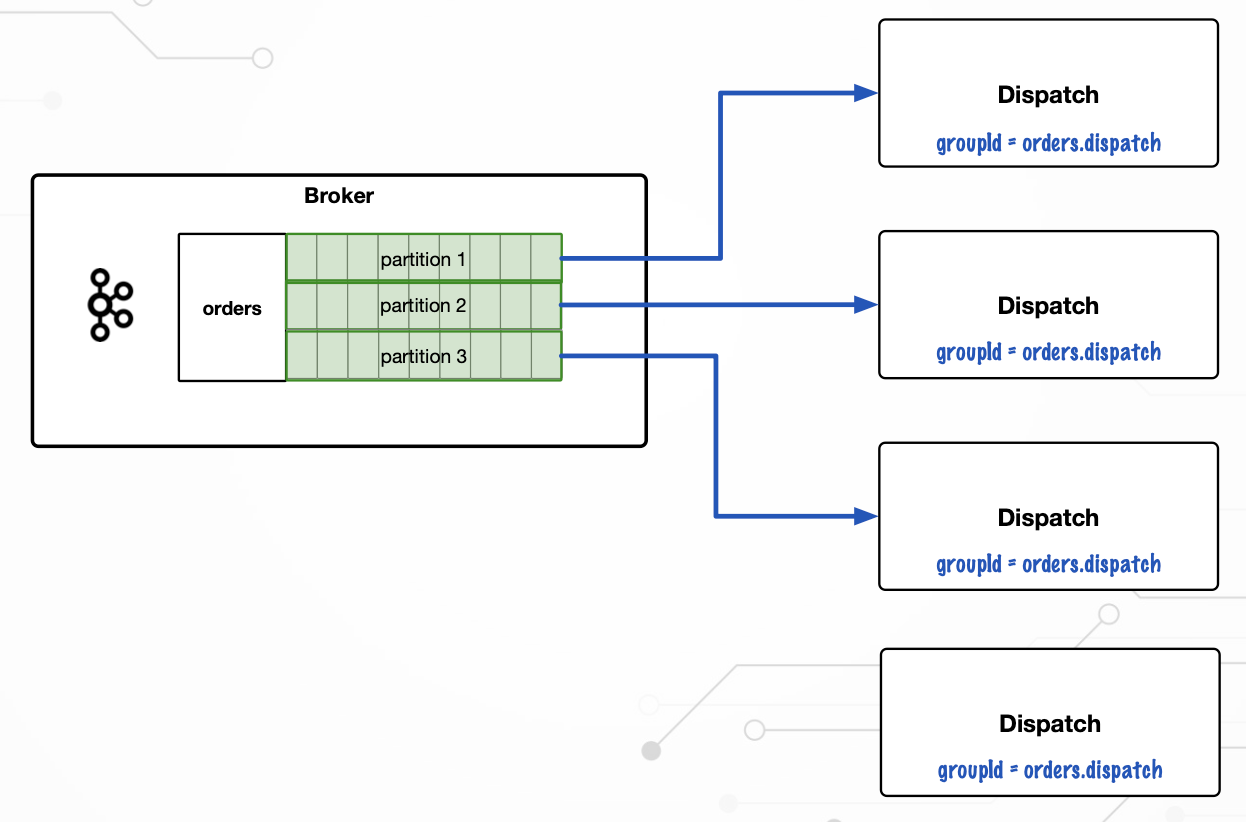 Broker
orders
partition 1
partition 2
partition 3
Dispatch
groupId = orders.dispatch
Dispatch
groupId = orders.dispatch
Dispatch
groupId = orders.dispatch
Dispatch
groupId = orders.dispatch